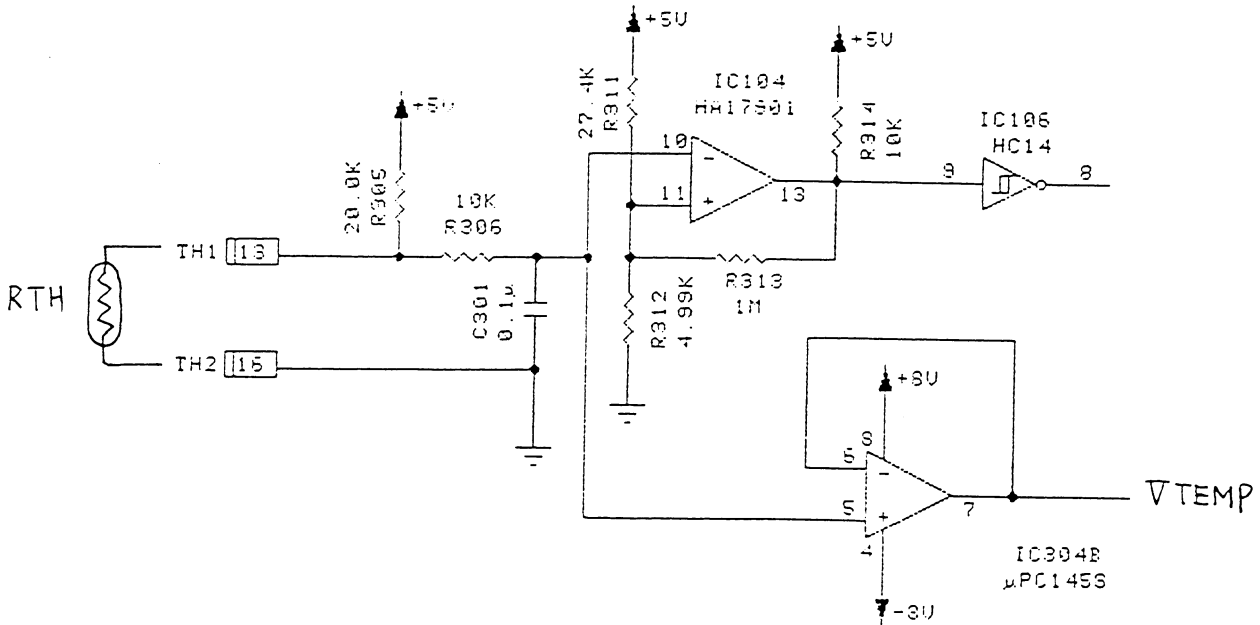 +5V
+5V
+5V
27.4K
R311
IC104
HA17901
R314
10K
IC106
HC14
20.0K
R305
10K
R306
10
11
13
9
8
TH1
13
RTH
C301
0.1μ
R312
4.99K
R313
1M
TH2
16
+8V
6
8
5
7
4
VTEMP
IC304B
μPC1458
-8V